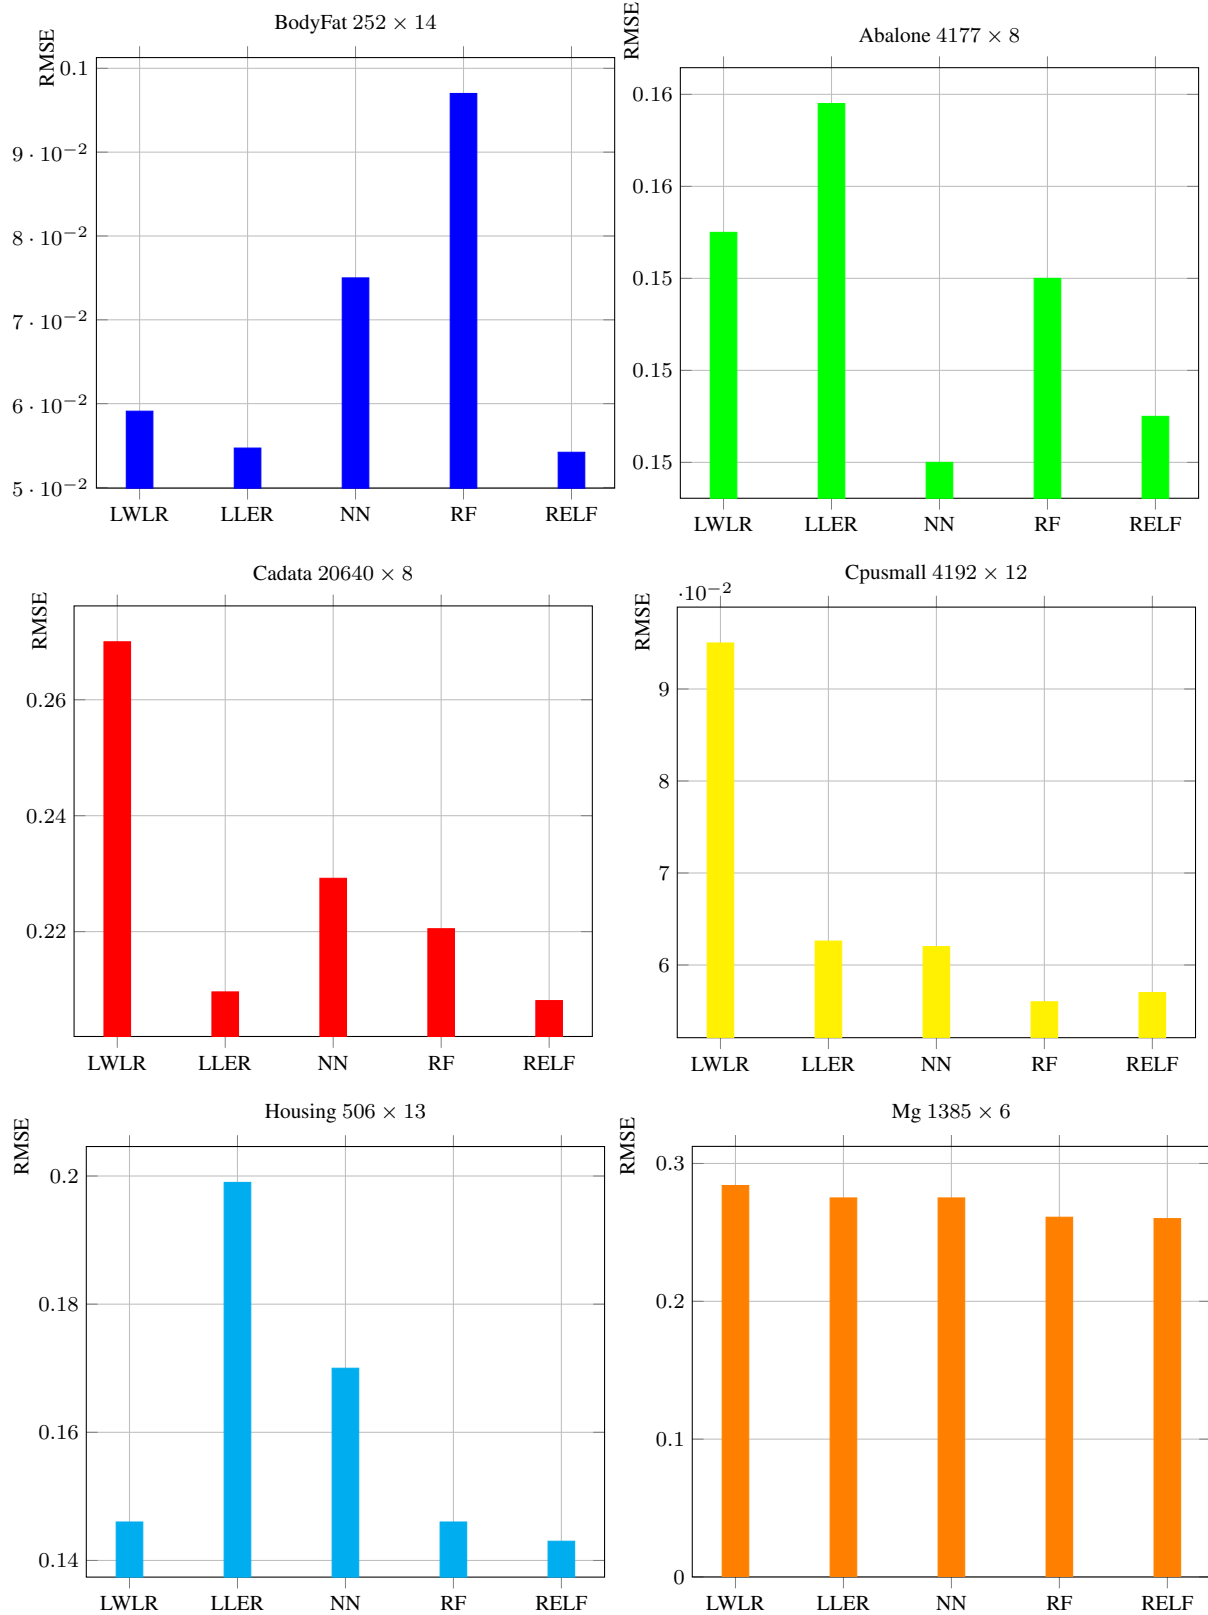 BodyFat 252 × 14
RMSE
0.1
9 · 10⁻²
8 · 10⁻²
7 · 10⁻²
6 · 10⁻²
5 · 10⁻²
LWLR LLER NN RF RELF
Abalone 4177 × 8
RMSE
0.16
0.16
0.15
0.15
0.15
LWLR LLER NN RF RELF
Cadata 20640 × 8
RMSE
0.26
0.24
0.22
LWLR LLER NN RF RELF
Cpusmall 4192 × 12
·10⁻²
RMSE
9
8
7
6
LWLR LLER NN RF RELF
Housing 506 × 13
RMSE
0.2
0.18
0.16
0.14
LWLR LLER NN RF RELF
Mg 1385 × 6
RMSE
0.3
0.2
0.1
0
LWLR LLER NN RF RELF